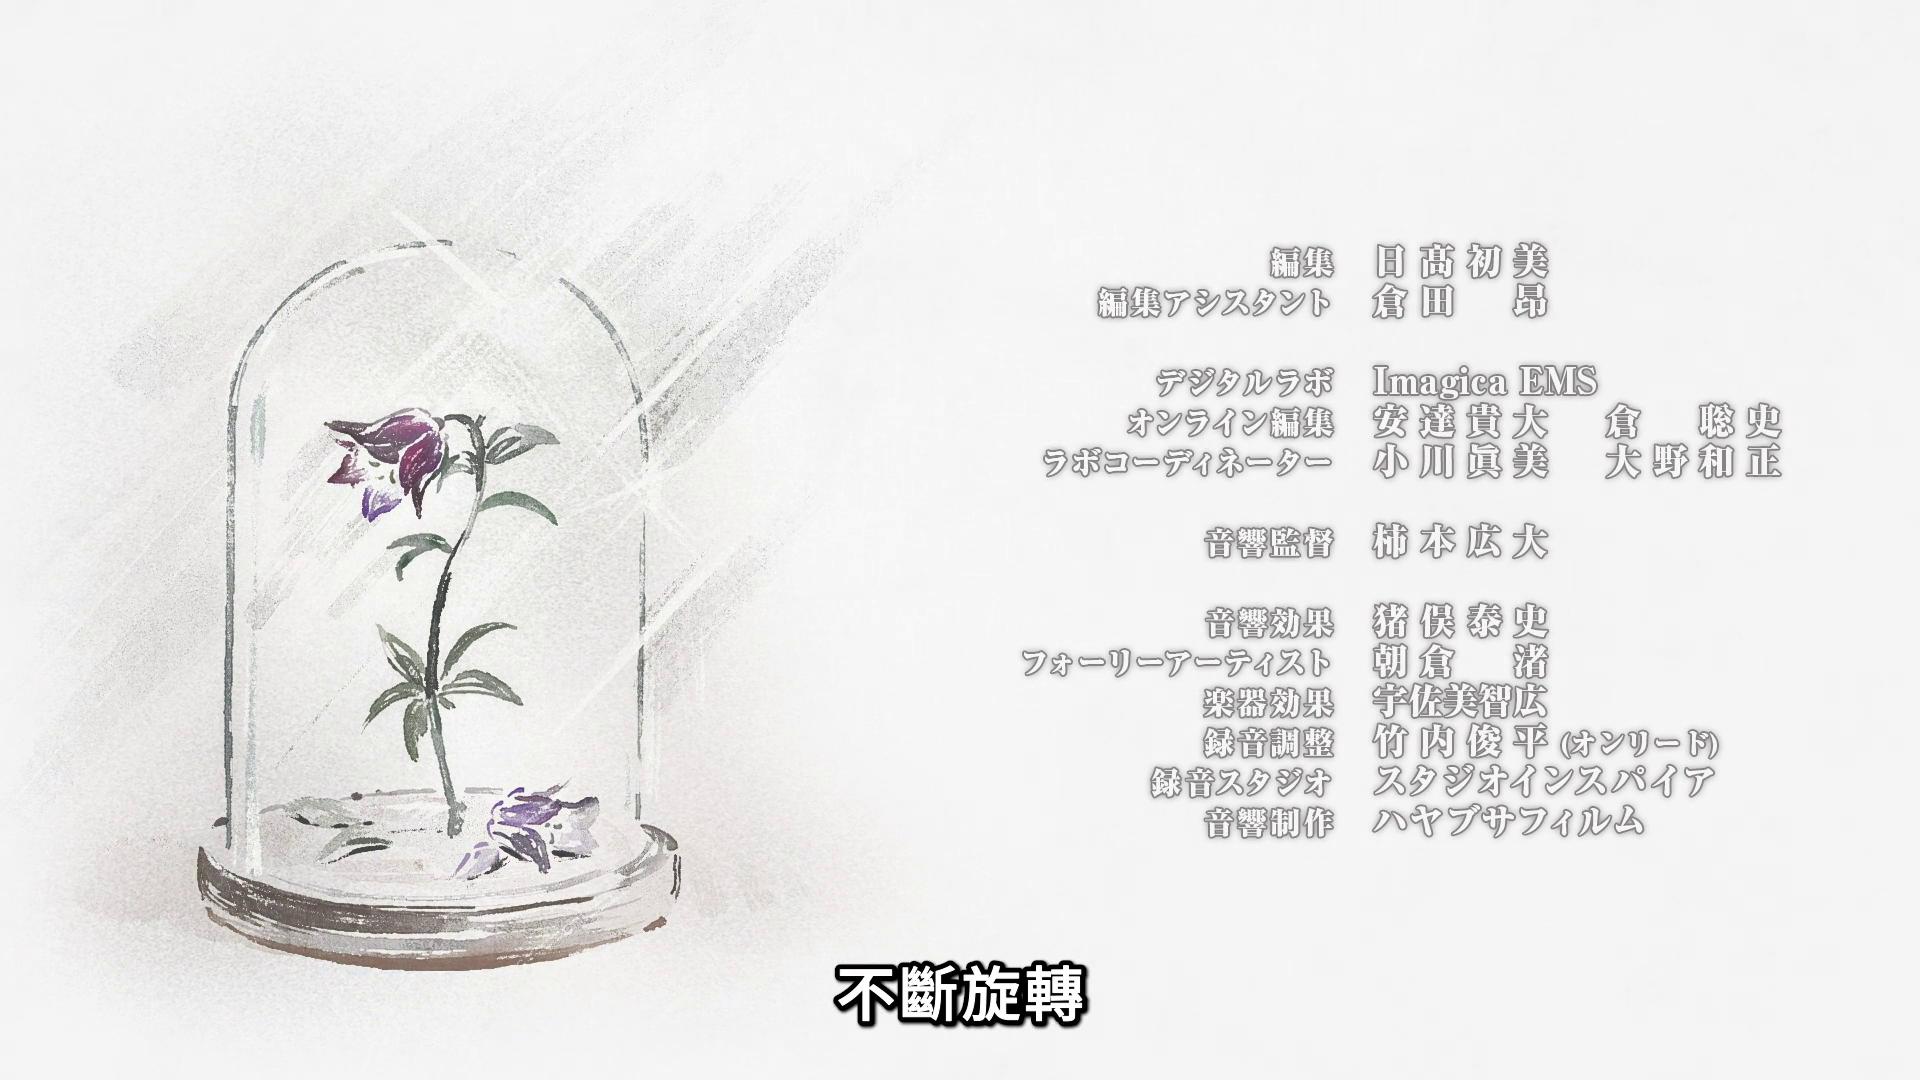 編集 日髙初美
編集アシスタント 倉田 昴
デジタルラボ Imagica EMS
オンライン編集 安達貴大 倉 聡史
ラボコーディネーター 小川眞美 大野和正
音響監督 柿本広大
音響効果 猪俣泰史
フォーリーアーティスト 朝倉 渚
楽器効果 宇佐美智広
録音調整 竹内俊平 (オンリード)
録音スタジオ スタジオインスパイア
音響制作 ハヤブサフィルム
不斷旋轉